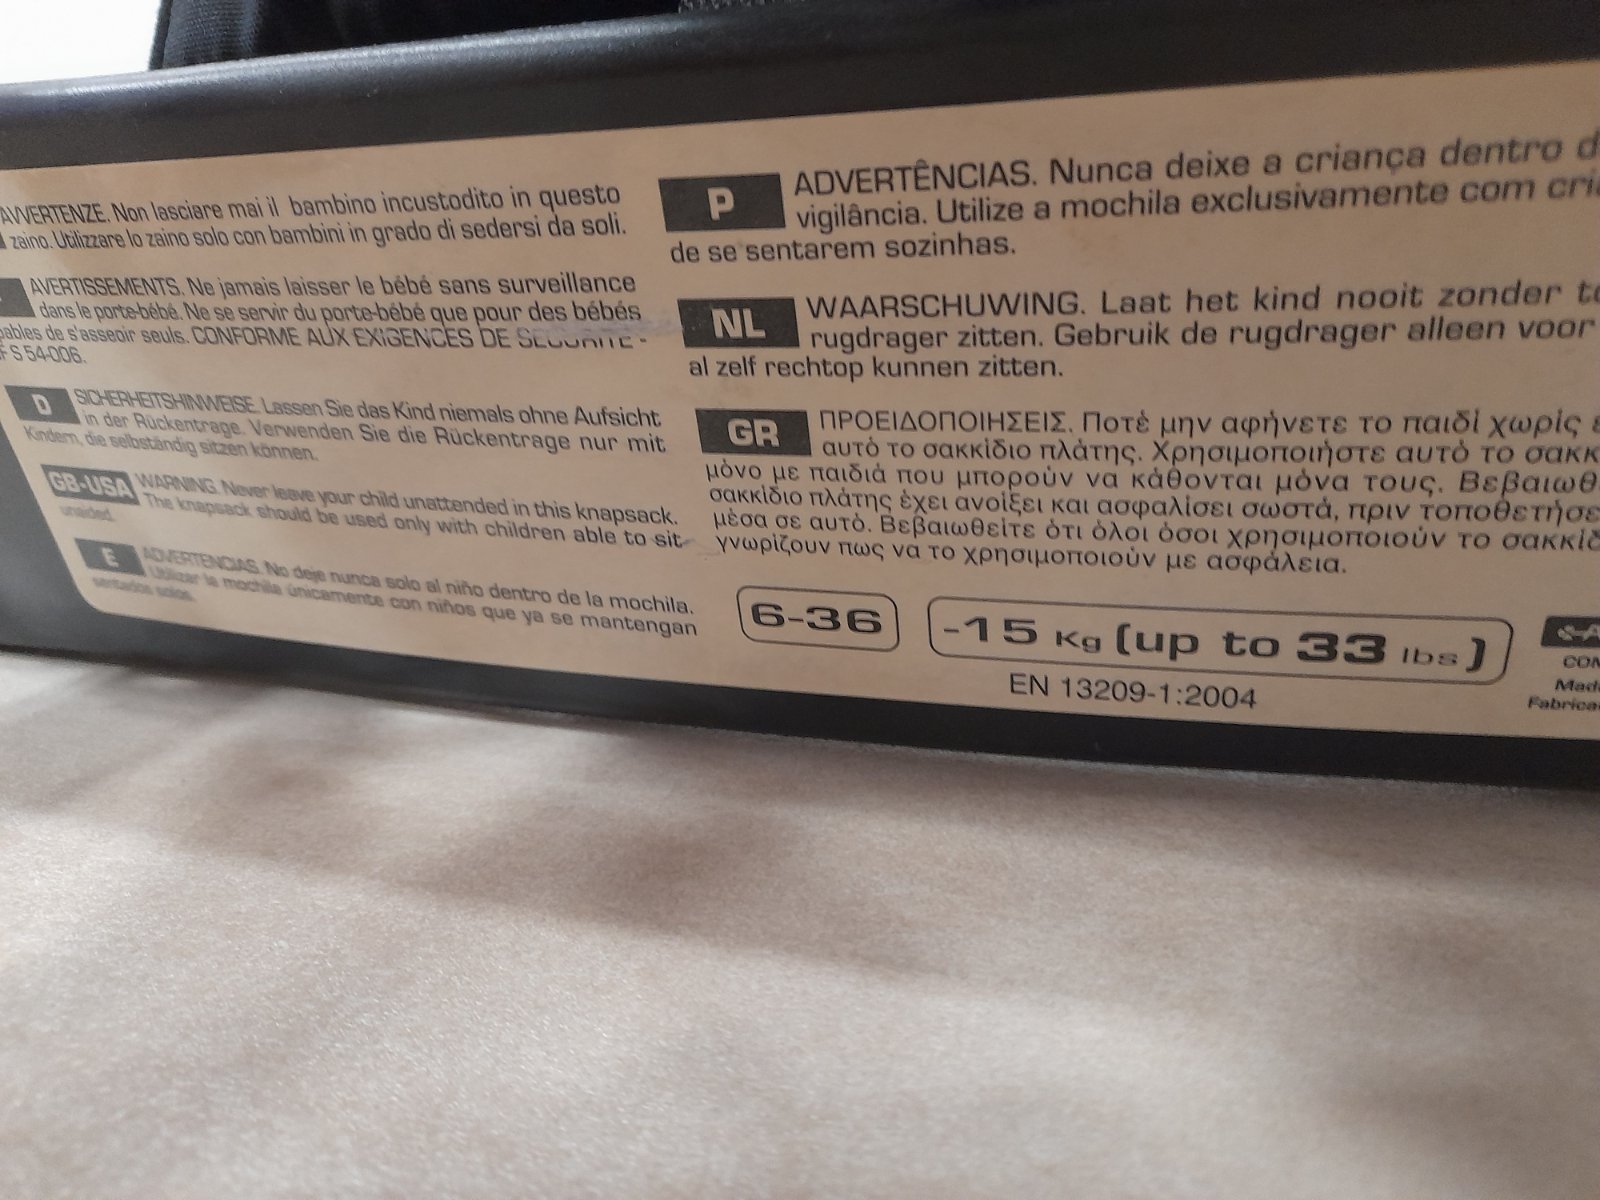 AVVERTENZE. Non lasciare mai il bambino incustodito in questo
zaino. Utilizzare lo zaino solo con bambini in grado di sedersi da soli.
AVERTISSEMENTS. Ne jamais laisser le bébé sans surveillance
dans le porte-bébé. Ne se servir du porte-bébé que pour des bébés
de s'asseoir seuls. CONFORME AUX EXIGENCES DE SECURITE -
S 54-006.
D SICHERHEITSHINWEISE. Lassen Sie das Kind niemals ohne Aufsicht
in der Rückentrage. Verwenden Sie die Rückentrage nur mit
Kindern, die selbständig sitzen können.
GB-USA WARNING. Never leave your child unattended in this knapsack.
The knapsack should be used only with children able to sit
unaided.
E ADVERTENCIAS. No deje nunca solo al niño dentro de la mochila.
Utilizar la mochila únicamente con niños que ya se mantengan
sentados solos.
P ADVERTÊNCIAS. Nunca deixe a criança dentro
vigilância. Utilize a mochila exclusivamente com
de se sentarem sozinhas.
NL WAARSCHUWING. Laat het kind nooit zonder
rugdrager zitten. Gebruik de rugdrager alleen voor
al zelf rechtop kunnen zitten.
GR ΠΡΟΕΙΔΟΠΟΙΗΣΕΙΣ. Ποτέ μην αφήνετε το παιδί χωρίς
αυτό το σακκίδιο πλάτης. Χρησιμοποιήστε αυτό το
μόνο με παιδιά που μπορούν να κάθονται μόνα τους.
σακκίδιο πλάτης έχει ανοίξει και ασφαλίσει σωστά, πριν
μέσα σε αυτό. Βεβαιωθείτε ότι όλοι όσοι χρησιμοποιούν το
γνωρίζουν πως να το χρησιμοποιούν με ασφάλεια.
6-36
-15 Kg (up to 33 lbs)
EN 13209-1:2004